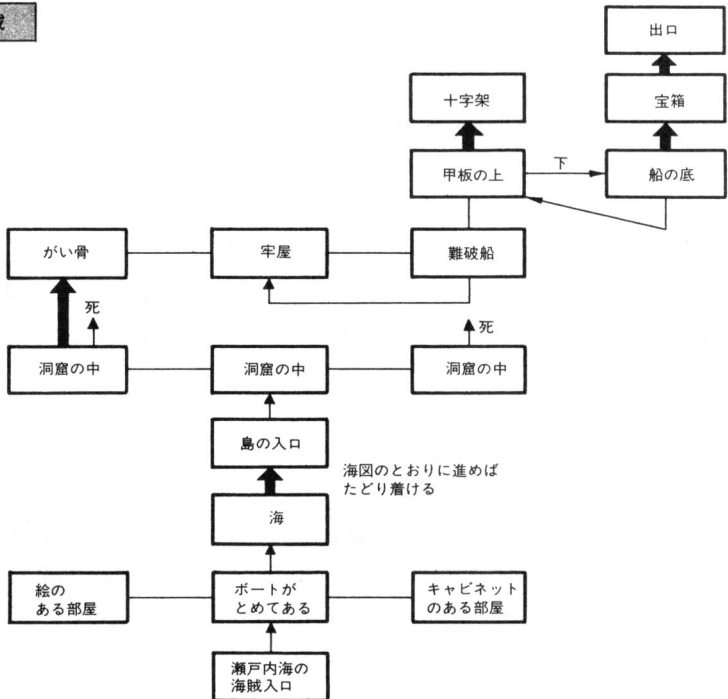 出口
十字架
宝箱
甲板の上
下
船の底
がい骨
牢屋
難破船
死
死
洞窟の中
洞窟の中
洞窟の中
島の入口
海図のとおりに進めば
たどり着ける
海
絵の
ある部屋
ボートが
とめてある
キャビネット
のある部屋
瀬戸内海の
海賊入口